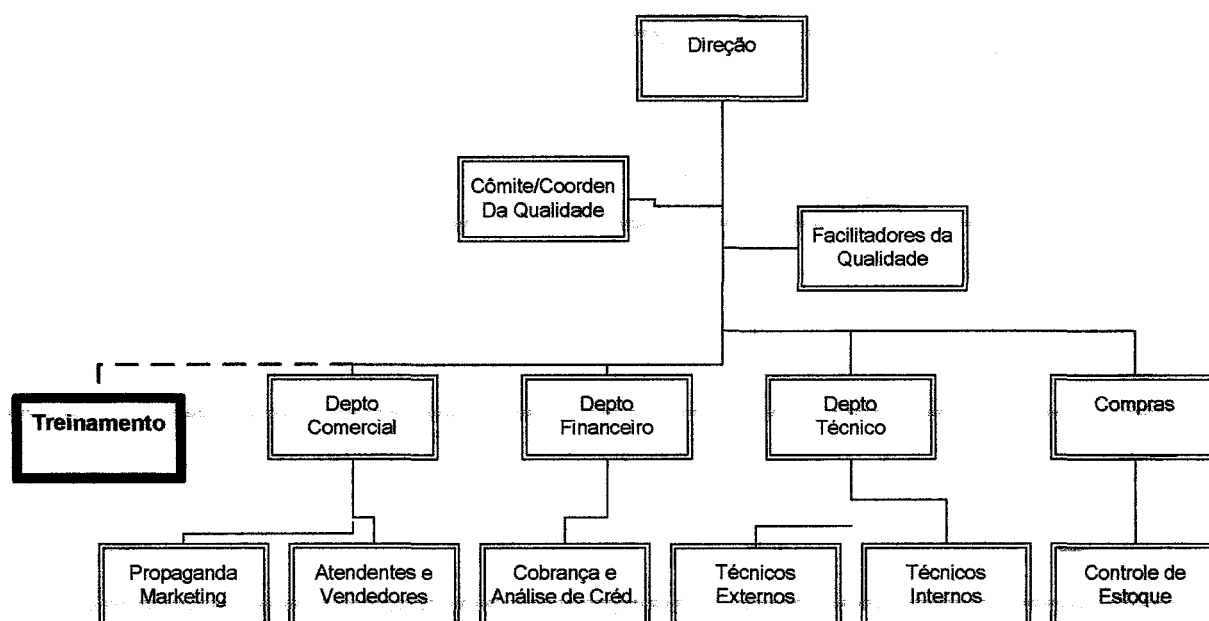 Direção
Cômite/Coorden
Da Qualidade
Facilitadores da
Qualidade
Treinamento
Depto
Comercial
Depto
Financeiro
Depto
Técnico
Compras
Propaganda
Marketing
Atendentes e
Vendedores
Cobrança e
Análise de Créd.
Técnicos
Externos
Técnicos
Internos
Controle de
Estoque